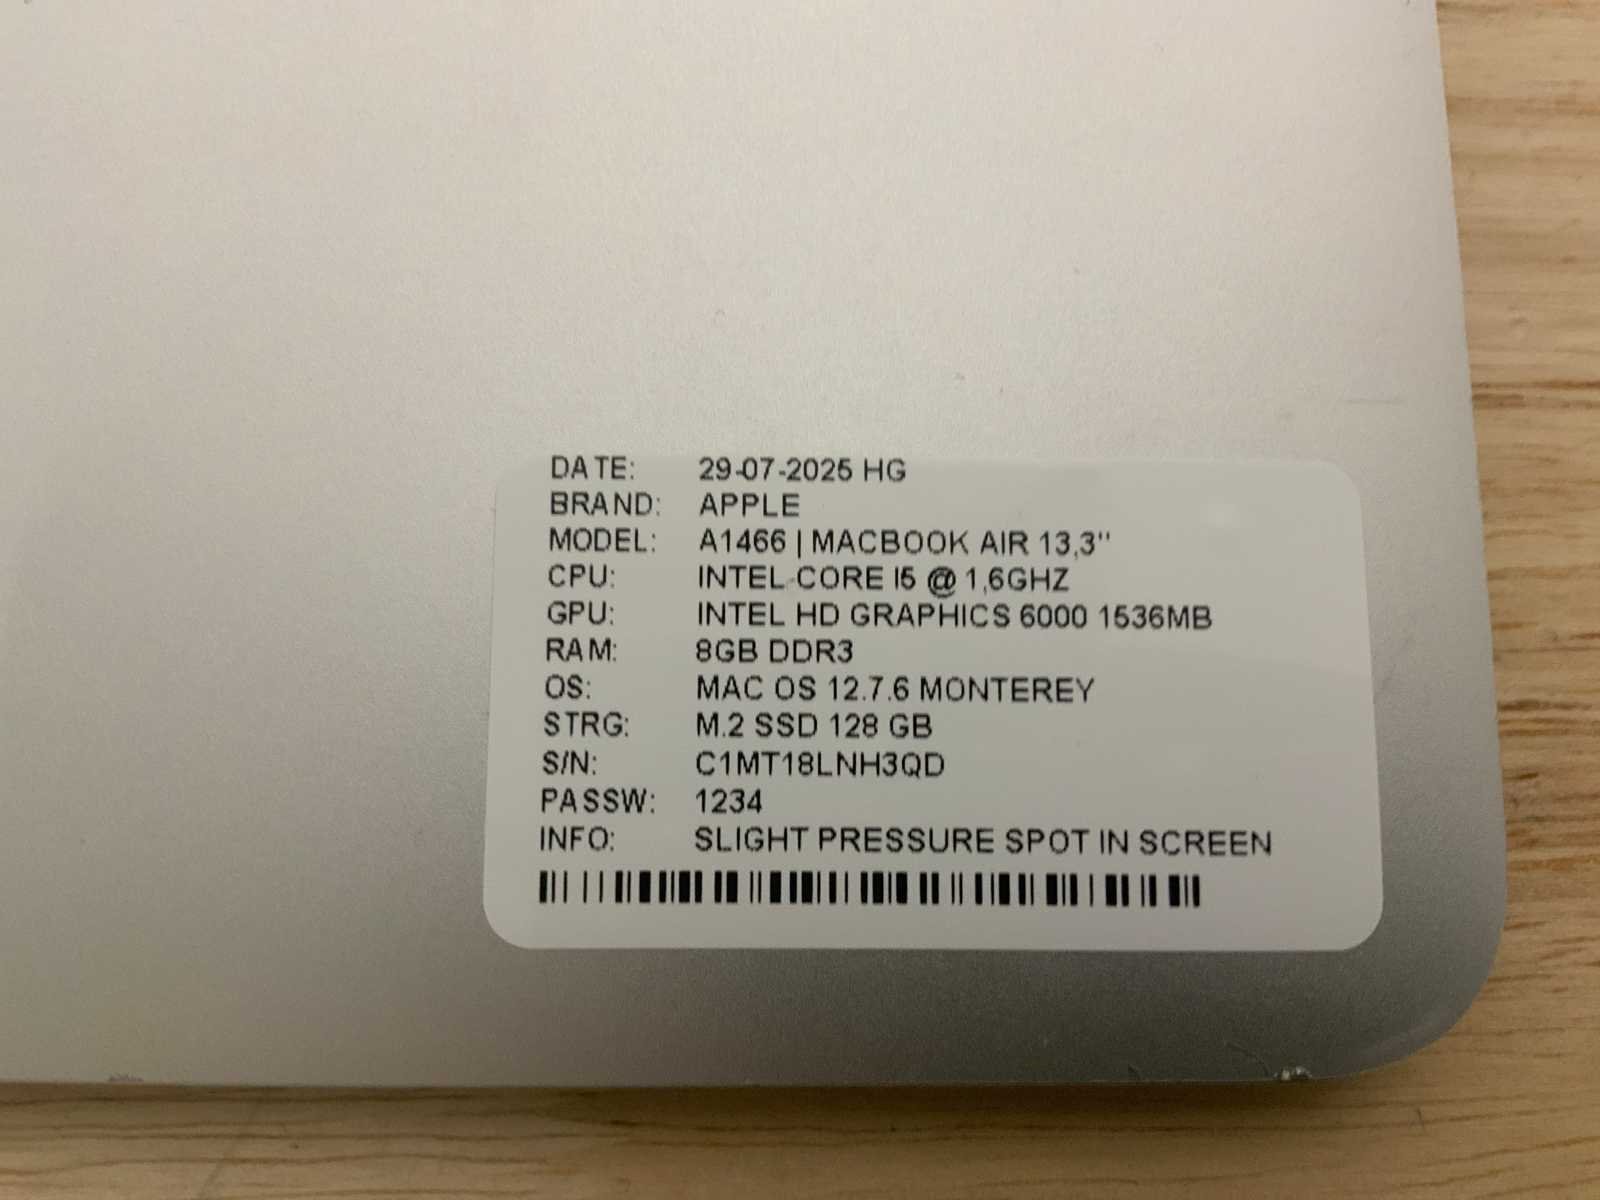 DATE: 29-07-2025 HG
BRAND: APPLE
MODEL: A1466 | MACBOOK AIR 13,3"
CPU: INTEL CORE I5 @ 1,6GHZ
GPU: INTEL HD GRAPHICS 6000 1536MB
RAM: 8GB DDR3
OS: MAC OS 12.7.6 MONTEREY
STRG: M.2 SSD 128 GB
S/N: C1MT18LNH3QD
PASSW: 1234
INFO: SLIGHT PRESSURE SPOT IN SCREEN